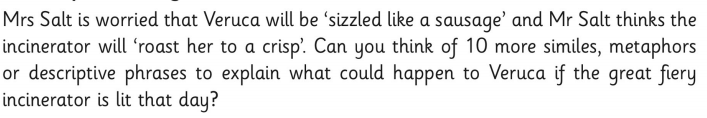 Mrs Salt is worried that Veruca will be ‘sizzled like a sausage’ and Mr Salt thinks the
incinerator will ‘roast her to a crisp’. Can you think of 10 more similes, metaphors
or descriptive phrases to explain what could happen to Veruca if the great fiery
incinerator is lit that day?